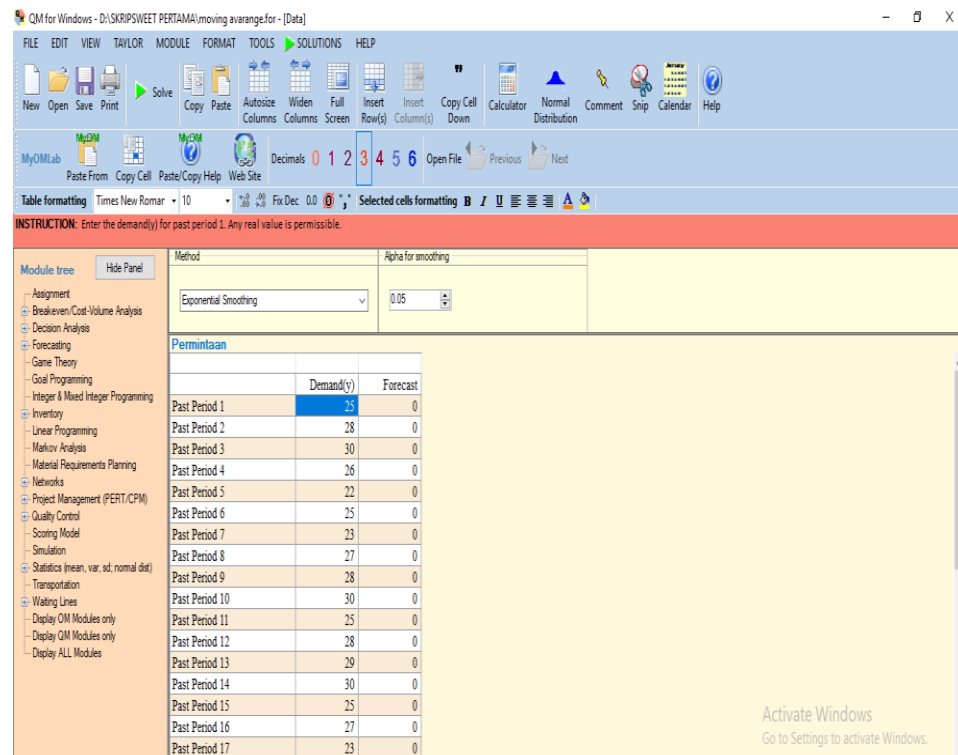 QM for Windows - D:\SKRIPSWEET PERTAMA\moving avarange.for - [Data]
FILE EDIT VIEW TAYLOR MODULE FORMAT TOOLS SOLUTIONS HELP
New Open Save Print Solve Copy Paste Autosize Columns Widen Columns Full Screen Insert Row(s) Insert Column(s) Copy Cell Down Calculator Normal Distribution Comment Snip Calendar Help
MyOMLab Paste From Copy Cell Paste/Copy Help Web Site Decimals 0 1 2 3 4 5 6 Open File Previous Next
Table formatting Times New Romar 10 Fix Dec 0.0 0 "," Selected cells formatting B I U A
INSTRUCTION: Enter the demand(y) for past period 1. Any real value is permissible.
Module tree Hide Panel
Assignment
Breakeven/Cost-Volume Analysis
Decision Analysis
Forecasting
Game Theory
Goal Programming
Integer & Mixed Integer Programming
Inventory
Linear Programming
Markov Analysis
Material Requirements Planning
Networks
Project Management (PERT/CPM)
Quality Control
Scoring Model
Simulation
Statistics (mean, var, sd; normal dist)
Transportation
Waiting Lines
Display OM Modules only
Display QM Modules only
Display ALL Modules
Method Alpha for smoothing
Exponential Smoothing 0.05
Permintaan
Demand(y) Forecast
Past Period 1 25 0
Past Period 2 28 0
Past Period 3 30 0
Past Period 4 26 0
Past Period 5 22 0
Past Period 6 25 0
Past Period 7 23 0
Past Period 8 27 0
Past Period 9 28 0
Past Period 10 30 0
Past Period 11 25 0
Past Period 12 28 0
Past Period 13 29 0
Past Period 14 30 0
Past Period 15 25 0
Past Period 16 27 0
Past Period 17 23 0
Activate Windows
Go to Settings to activate Windows.